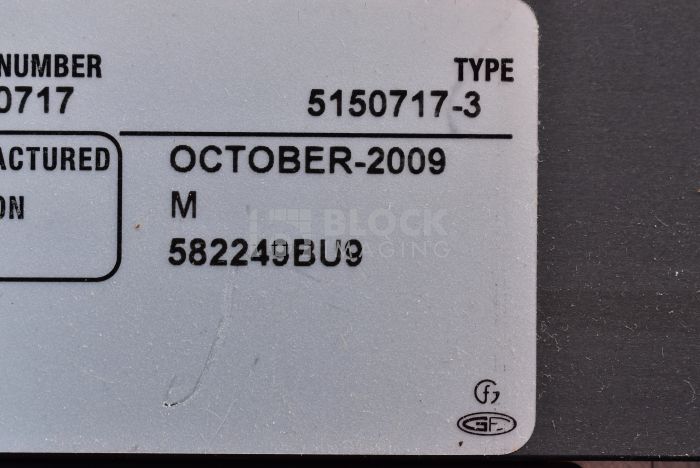 NUMBER TYPE
0717 5150717-3
ACTURED OCTOBER-2009
ON M
BLOCK
IMAGING
582249BU9
GE